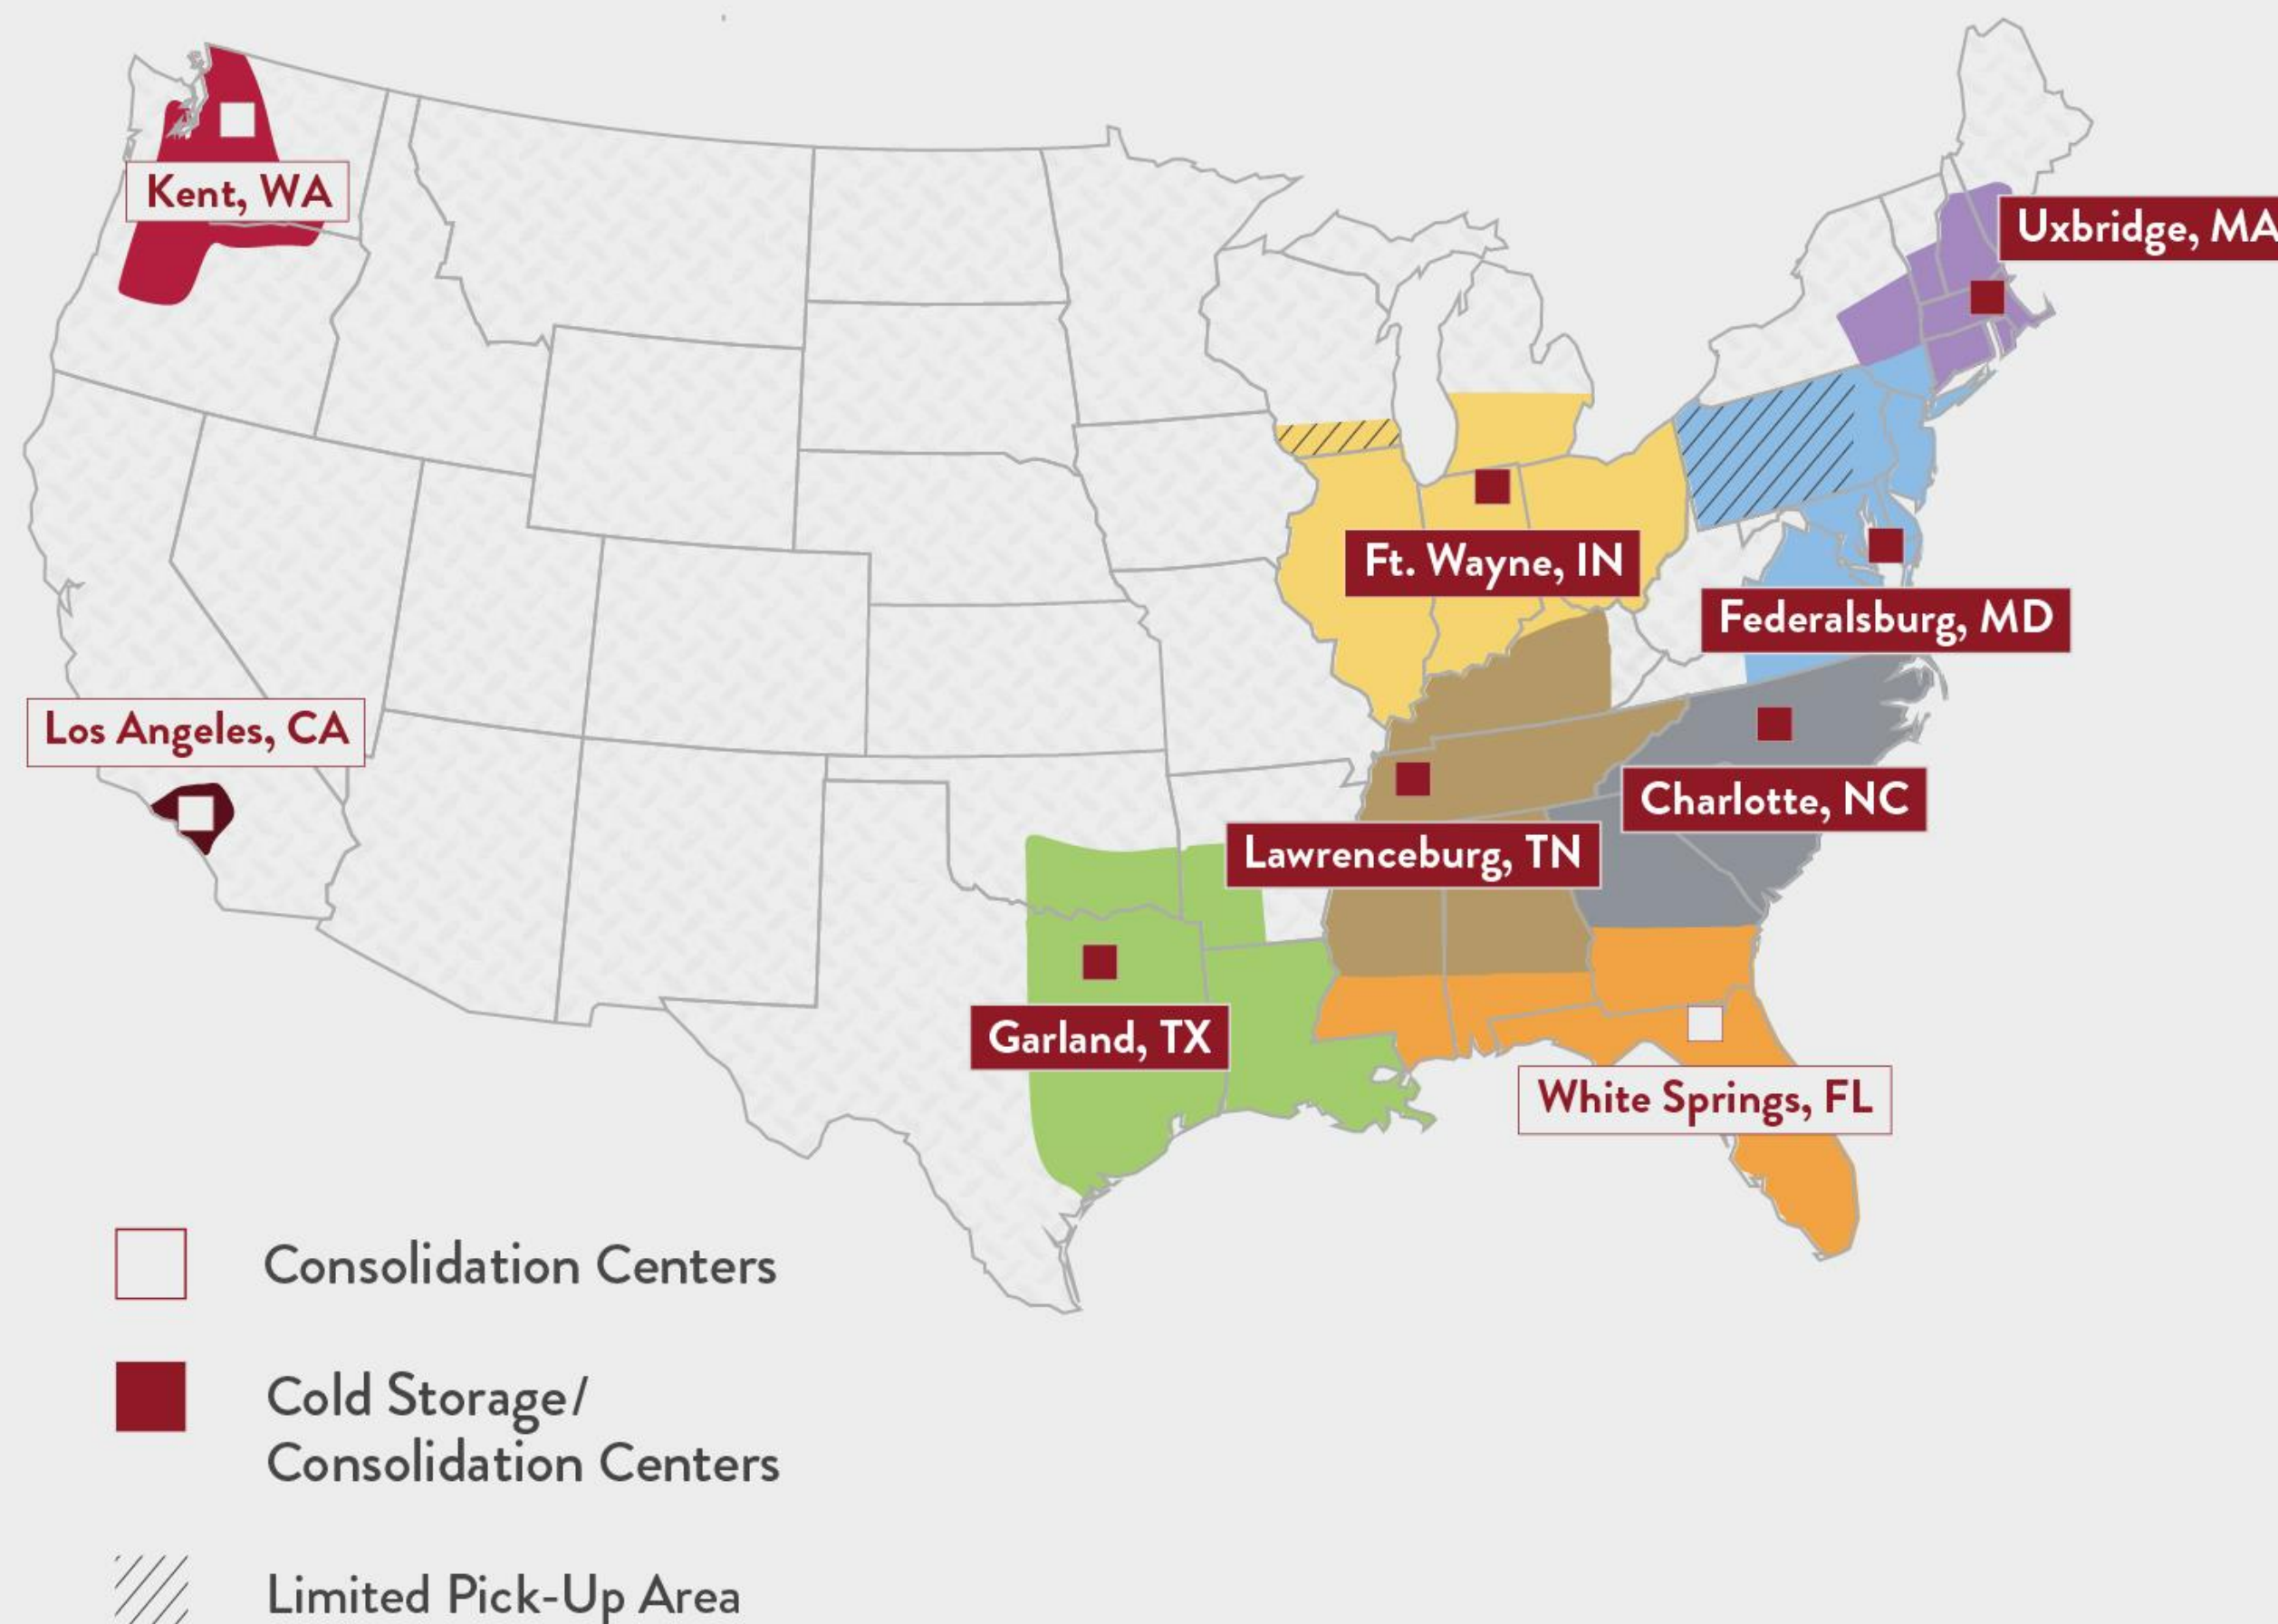 Kent, WA
Uxbridge, MA
Ft. Wayne, IN
Federalsburg, MD
Los Angeles, CA
Charlotte, NC
Lawrenceburg, TN
Garland, TX
White Springs, FL
Consolidation Centers
Cold Storage/
Consolidation Centers
Limited Pick-Up Area